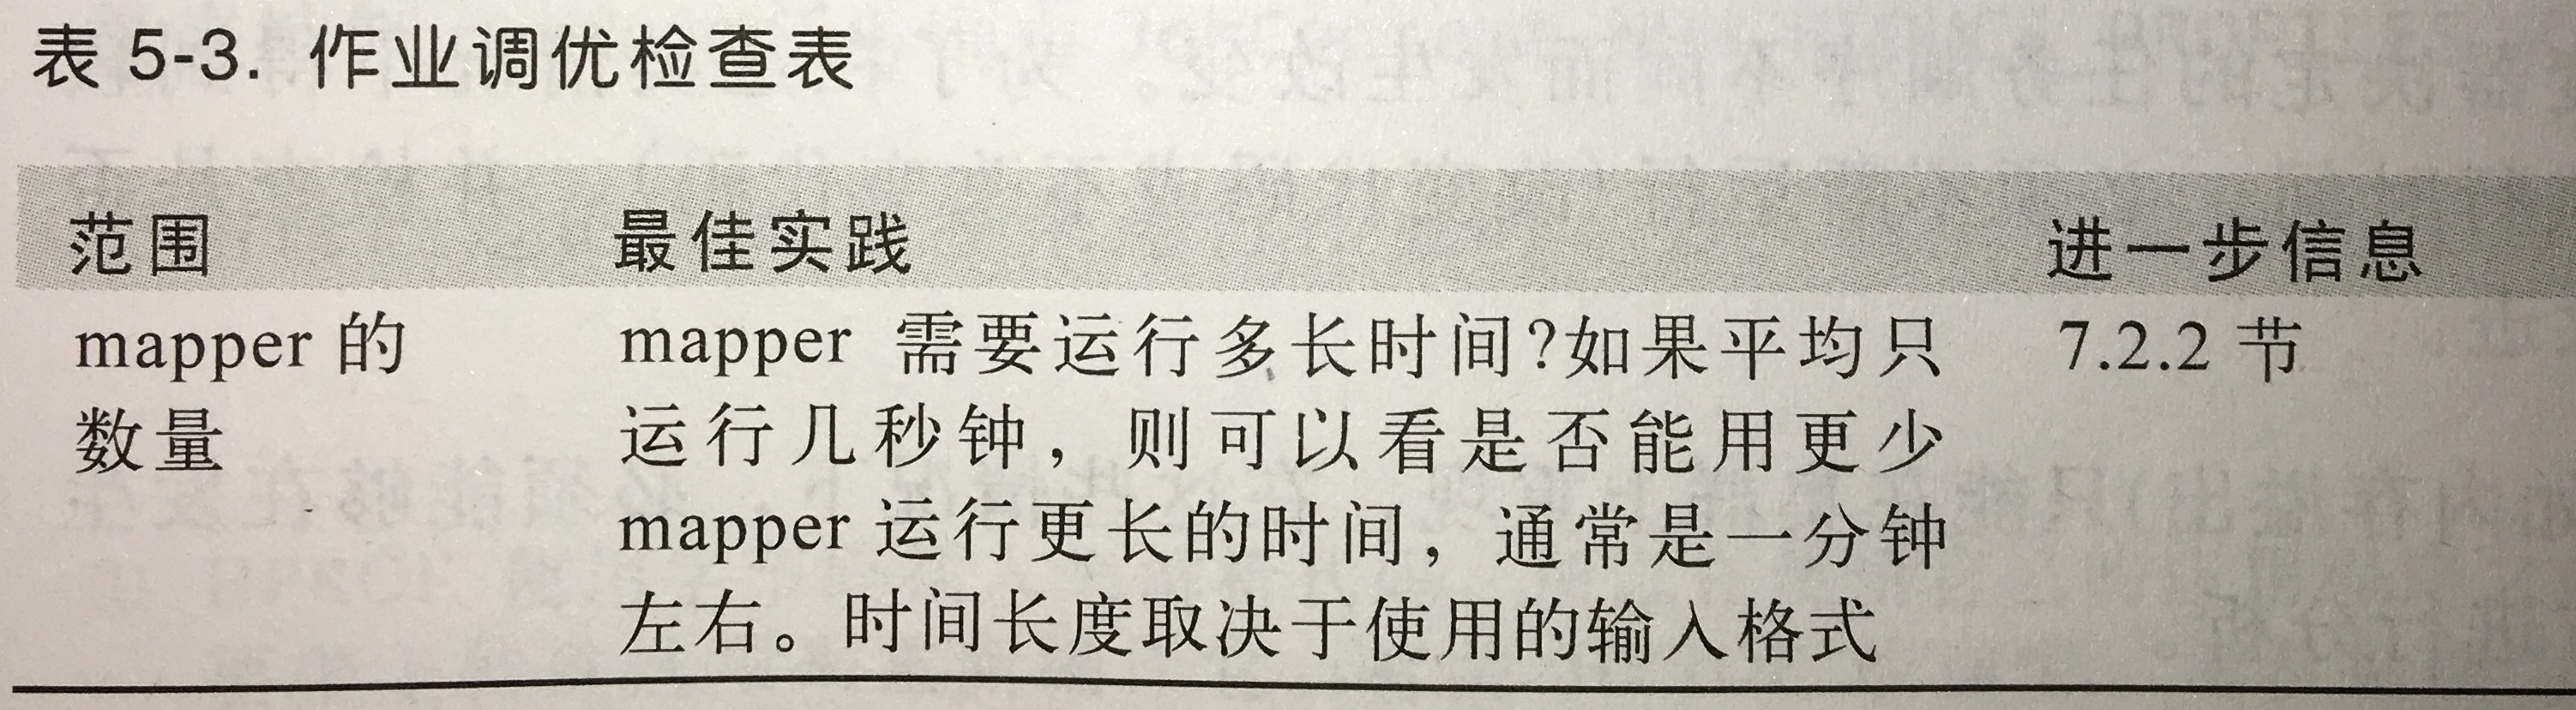 表 5-3. 作业调优检查表
范围 最佳实践 进一步信息
mapper 的 mapper 需要运行多长时间?如果平均只 7.2.2 节
数量 运行几秒钟，则可以看是否能用更少
mapper 运行更长的时间，通常是一分钟
左右。时间长度取决于使用的输入格式